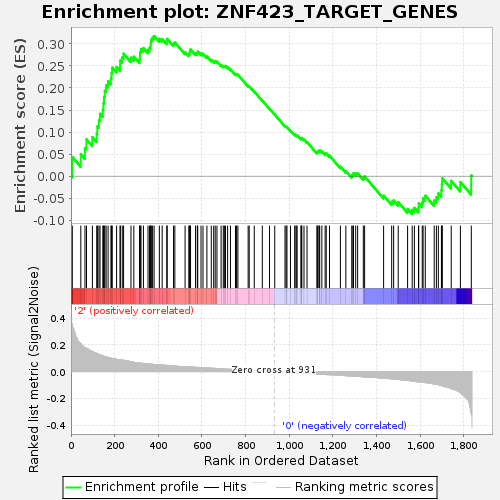 Enrichment plot: ZNF423_TARGET_GENES
Enrichment score (ES)
0.30
0.25
0.20
0.15
0.10
0.05
0.00
-0.05
-0.10
'2' (positively correlated)
Ranked list metric (Signal2Noise)
0.4
0.2
0.0
-0.2
-0.4
Zero cross at 931
'0' (negatively correlated)
0
200
400
600
800
1,000
1,200
1,400
1,600
1,800
Rank in Ordered Dataset
Enrichment profile
Hits
Ranking metric scores